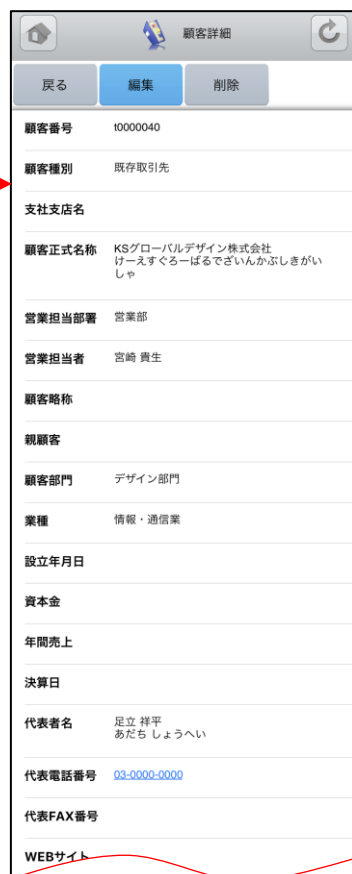 顧客詳細
戻る 編集 削除
顧客番号 t0000040
顧客種別 既存取引先
支社支店名
顧客正式名称 KSグローバルデザイン株式会社
けーえすぐろーばるでざいんかぶしきがい
しゃ
営業担当部署 営業部
営業担当者 宮崎 貴生
顧客略称
親顧客
顧客部門 デザイン部門
業種 情報・通信業
設立年月日
資本金
年間売上
決算日
代表者名 足立 祥平
あだち しょうへい
代表電話番号 03-0000-0000
代表FAX番号
WEBサイト